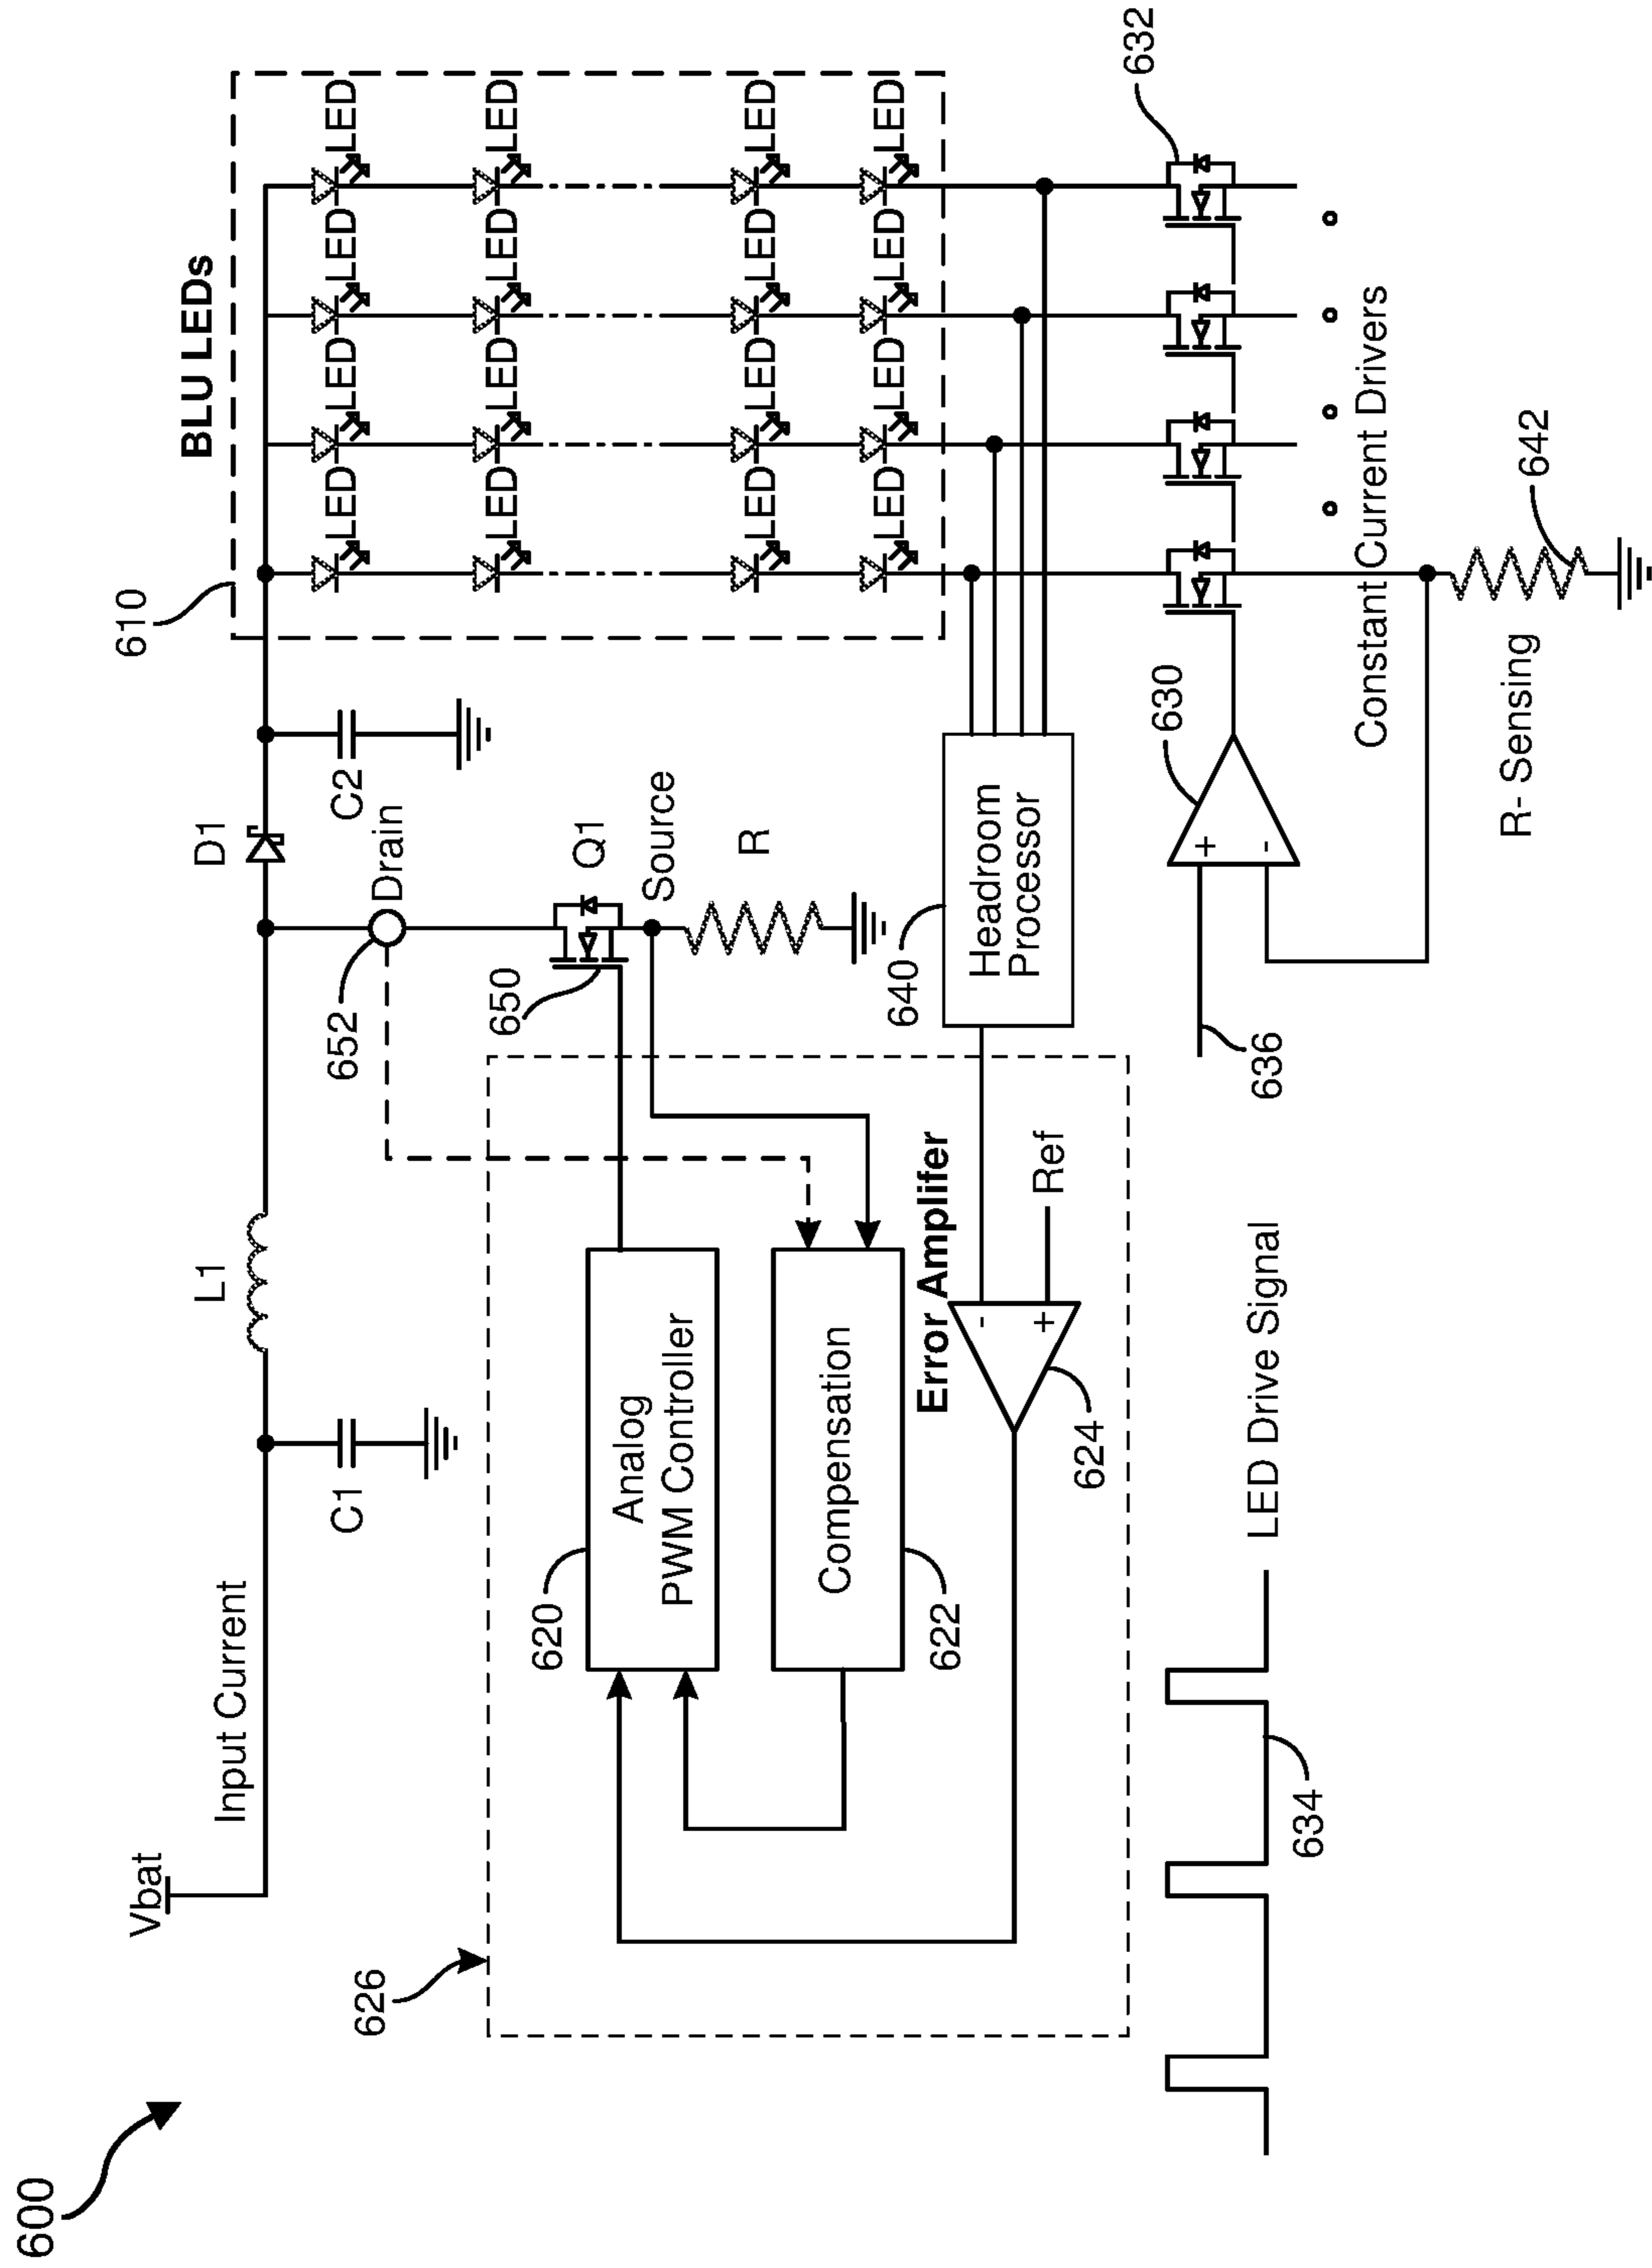 600
Vbat
Input Current
L1
D1
C1
C2
BLU LEDs
610
LED LED LED LED
LED LED LED LED
LED LED LED LED
LED LED LED LED
652
Drain
650
Q1
Source
R
626
620
Analog
PWM Controller
622
Compensation
Error Amplifer
624
-
+
Ref
640
Headroom
Processor
630
+
-
636
632
Constant Current Drivers
R- Sensing
642
LED Drive Signal
634